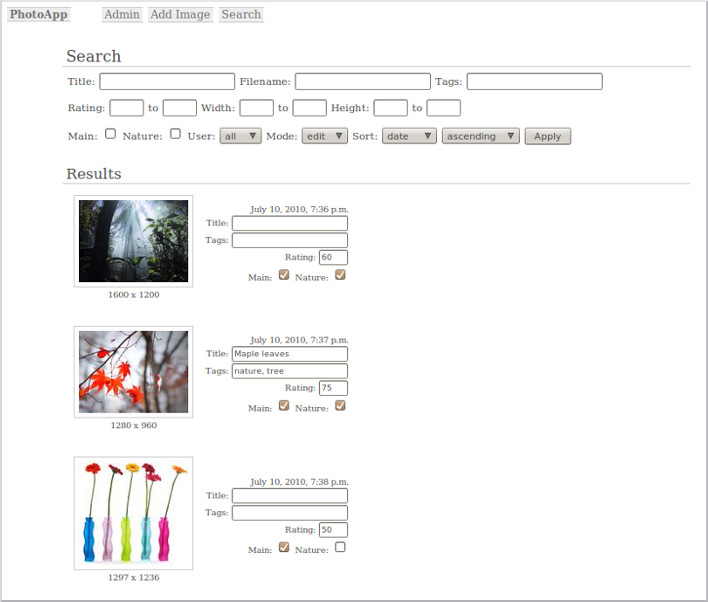 PhotoApp Admin Add Image Search
Search
Title: Filename: Tags:
Rating: to Width: to Height: to
Main: Nature: User: all Mode: edit Sort: date ascending Apply
Results
July 10, 2010, 7:36 p.m.
Title:
Tags:
Rating: 60
Main: Nature:
1600 x 1200
July 10, 2010, 7:37 p.m.
Title: Maple leaves
Tags: nature, tree
Rating: 75
Main: Nature:
1280 x 960
July 10, 2010, 7:38 p.m.
Title:
Tags:
Rating: 50
Main: Nature:
1297 x 1236